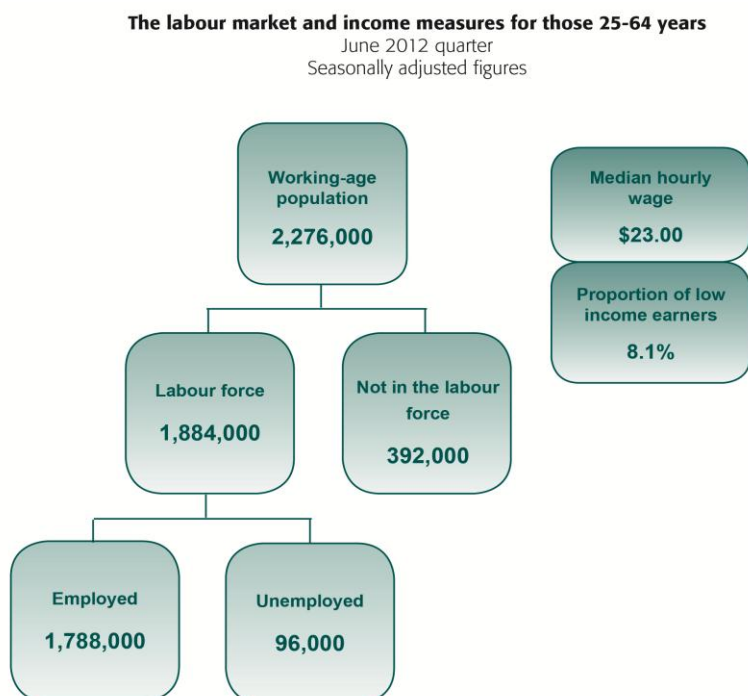 The labour market and income measures for those 25-64 years
June 2012 quarter
Seasonally adjusted figures
Working-age
population
2,276,000
Median hourly
wage
$23.00
Proportion of low
income earners
8.1%
Labour force
1,884,000
Not in the labour
force
392,000
Employed
1,788,000
Unemployed
96,000